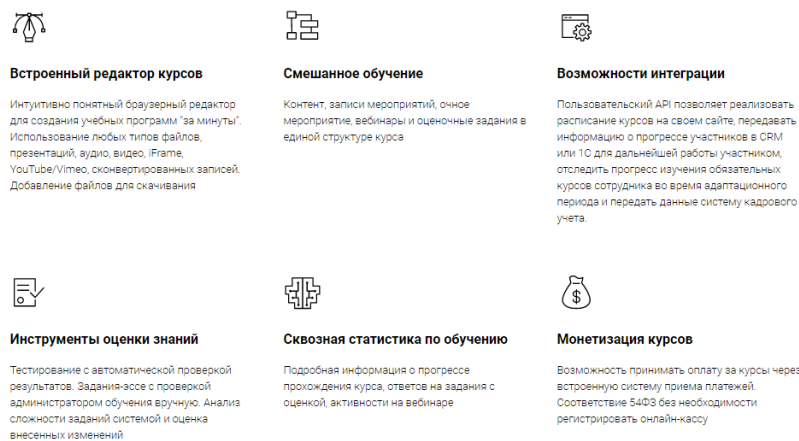 Встроенный редактор курсов
Интуитивно понятный браузерный редактор
для создания учебных программ "за минуты".
Использование любых типов файлов,
презентаций, аудио, видео, iFrame,
YouTube/Vimeo, сконвертированных записей.
Добавление файлов для скачивания
Смешанное обучение
Контент, записи мероприятий, очное
мероприятие, вебинары и оценочные задания в
единой структуре курса
Возможности интеграции
Пользовательский API позволяет реализовать
расписание курсов на своем сайте, передавать
информацию о прогрессе участников в CRM
или 1С для дальнейшей работы участником,
отследить прогресс изучения обязательных
курсов сотрудника во время адаптационного
периода и передать данные систему кадрового
учета.
Инструменты оценки знаний
Тестирование с автоматической проверкой
результатов. Задания-эссе с проверкой
администратором обучения вручную. Анализ
сложности заданий системой и оценка
внесенных изменений
Сквозная статистика по обучению
Подробная информация о прогрессе
прохождения курса, ответов на задания с
оценкой, активности на вебинаре
$
Монетизация курсов
Возможность принимать оплату за курсы через
встроенную систему приема платежей.
Соответствие 54ФЗ без необходимости
регистрировать онлайн-кассу